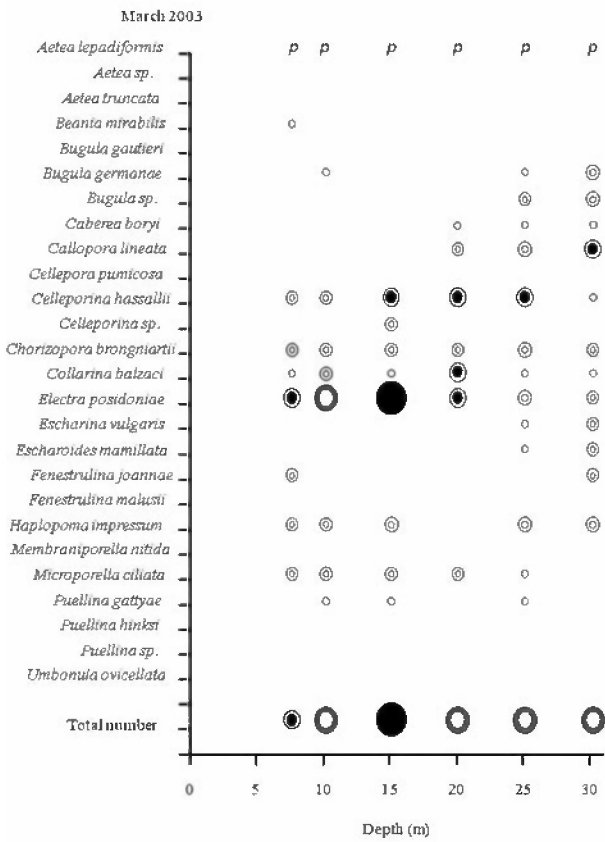 March 2003
Aetea lepadiformis p p p p p p
Aetea sp.
Aetea truncata
Beania mirabilis
Bugula gautieri
Bugula germanae
Bugula sp.
Caberea boryi
Callopora lineata
Cellepora pumicosa
Celleporina hassallii
Celleporina sp.
Chorizopora brongniartii
Collarina balzaci
Electra posidoniae
Escharina vulgaris
Escharoides mamillata
Fenestrulina joannae
Fenestrulina malusii
Haplopoma impressum
Membraniporella nitida
Microporella ciliata
Puellina gattyae
Puellina hinksi
Puellina sp.
Umbonula ovicellata
Total number
0 5 10 15 20 25 30
Depth (m)